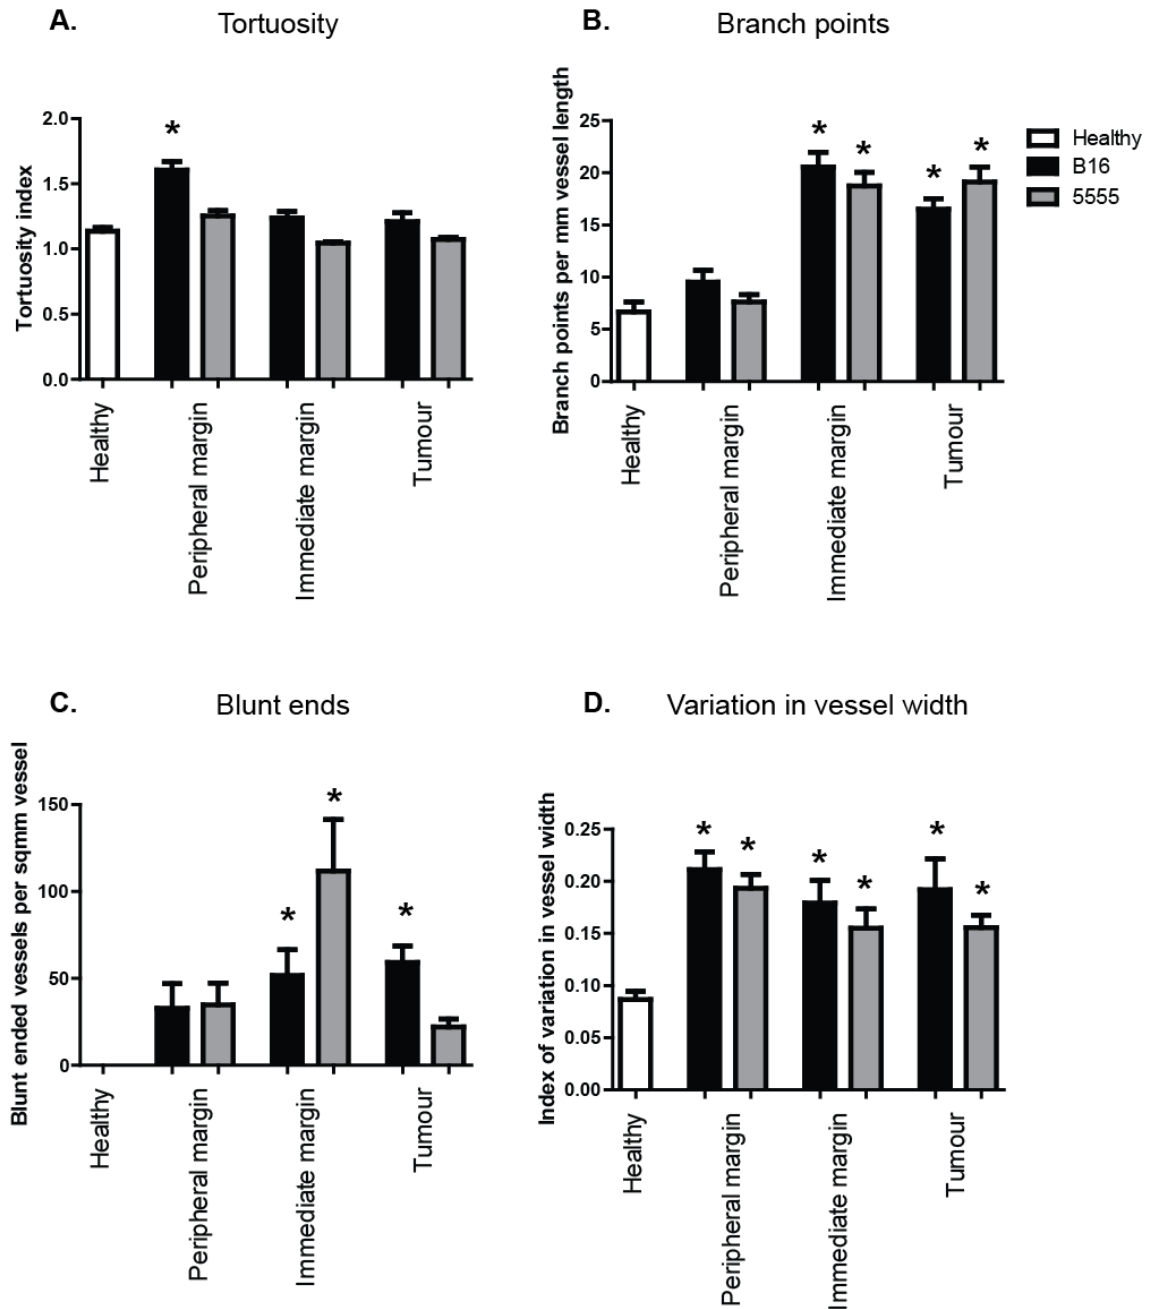 A. Tortuosity
Tortuosity index
2.0
1.5
1.0
0.5
0.0
*
Healthy
Peripheral margin
Immediate margin
Tumour
B. Branch points
Branch points per mm vessel length
25
20
15
10
5
0
* * * *
Healthy
Peripheral margin
Immediate margin
Tumour
Healthy
B16
5555
C. Blunt ends
Blunt ended vessels per sqmm vessel
150
100
50
0
* * *
Healthy
Peripheral margin
Immediate margin
Tumour
D. Variation in vessel width
Index of variation in vessel width
0.25
0.20
0.15
0.10
0.05
0.00
* * * * * *
Healthy
Peripheral margin
Immediate margin
Tumour